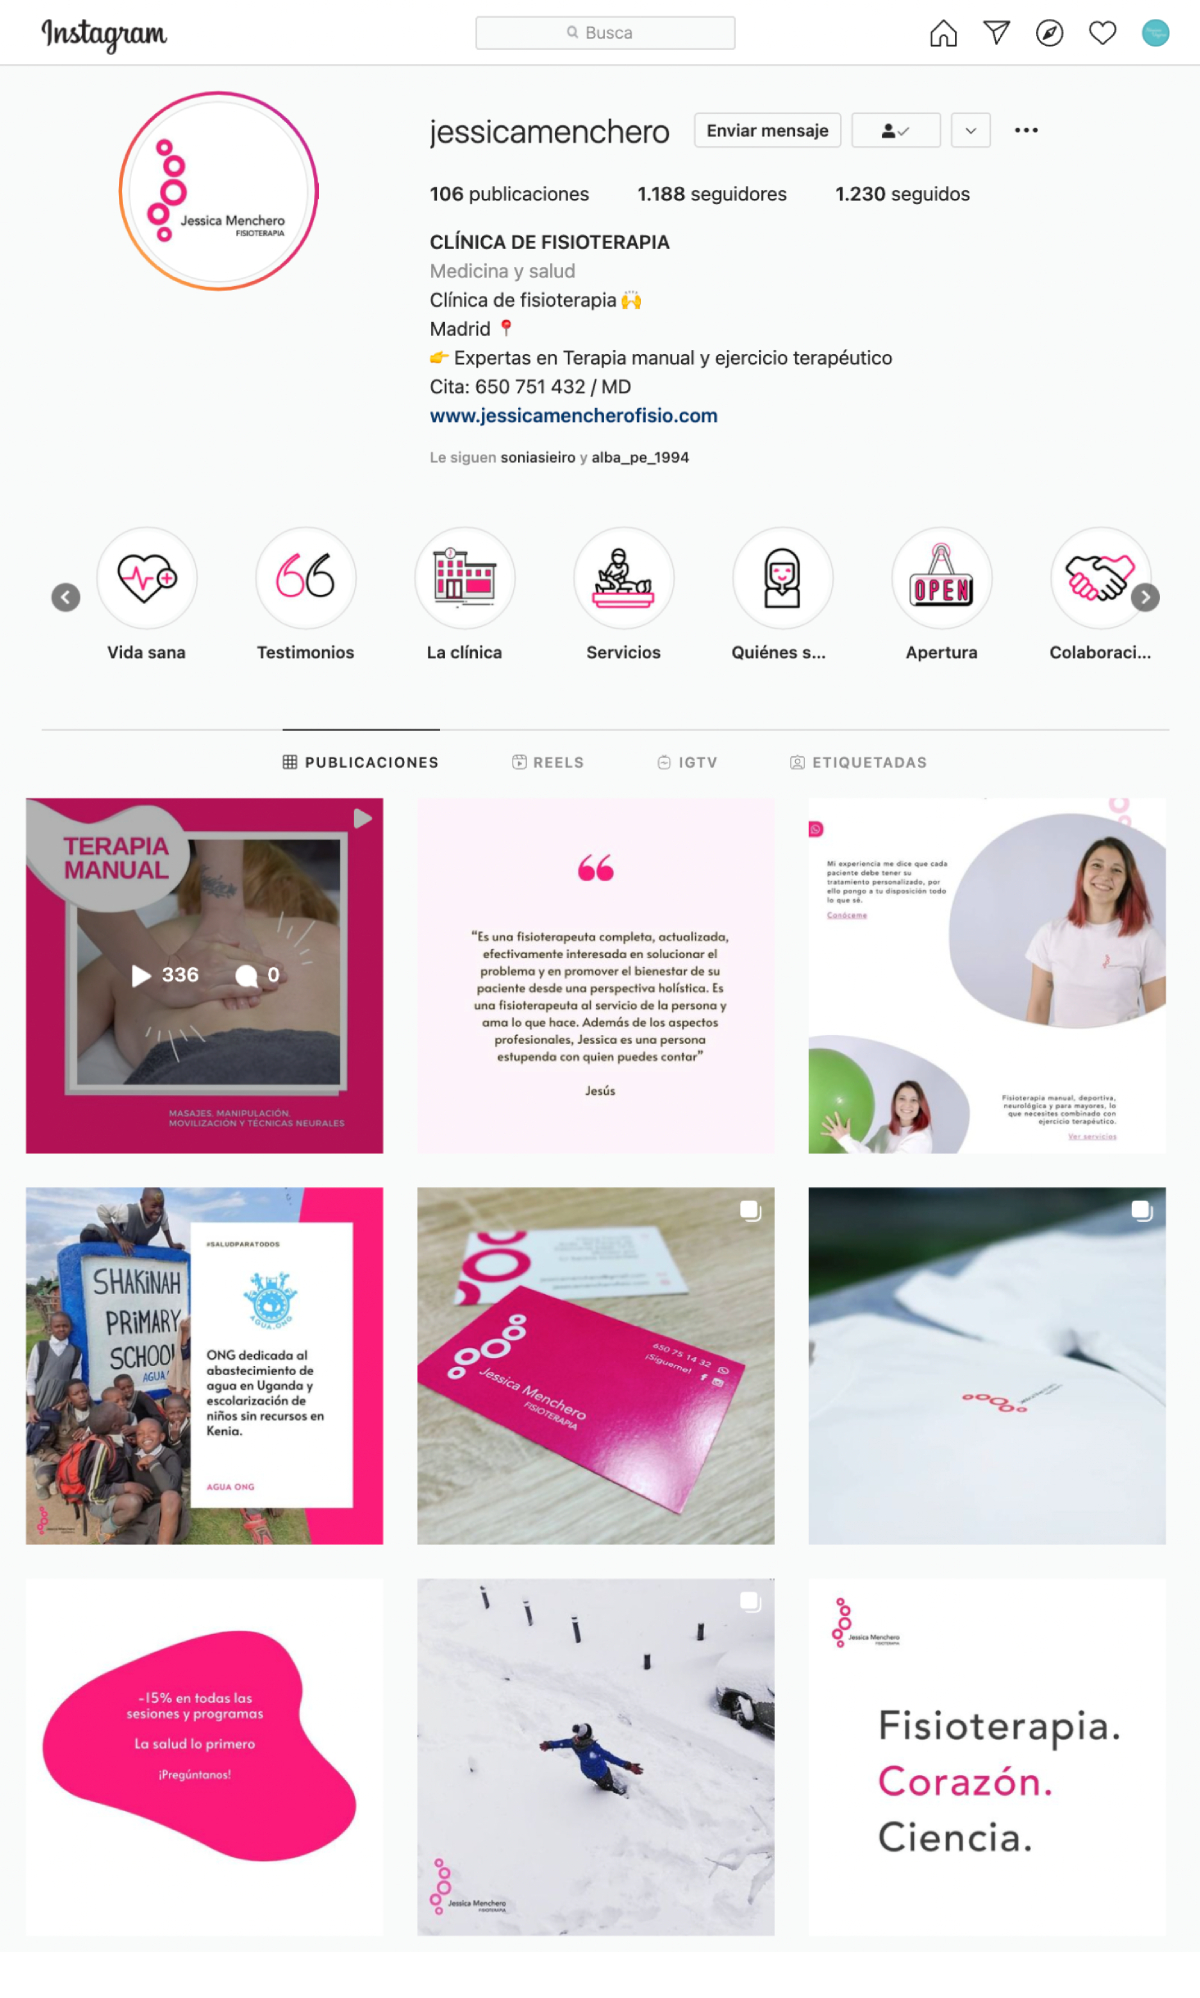 Instagram
Busca
Jessica Menchero
FISIOTERAPIA
jessicamenchero
Enviar mensaje
106 publicaciones
1.188 seguidores
1.230 seguidos
CLÍNICA DE FISIOTERAPIA
Medicina y salud
Clínica de fisioterapia 🙌
Madrid 📍
👉 Expertas en Terapia manual y ejercicio terapéutico
Cita: 650 751 432 / MD
www.jessicamencherofisio.com
Le siguen soniasieiro y alba_pe_1994
OPEN
Vida sana
Testimonios
La clínica
Servicios
Quiénes s...
Apertura
Colaboraci...
PUBLICACIONES
REELS
IGTV
ETIQUETADAS
TERAPIA
MANUAL
336
0
MASAJES, MANIPULACIÓN,
MOVILIZACIÓN Y TÉCNICAS NEURALES
“Es una fisioterapeuta completa, actualizada,
efectivamente interesada en solucionar el
problema y en promover el bienestar de su
paciente desde una perspectiva holística. Es
una fisioterapeuta al servicio de la persona y
ama lo que hace. Además de los aspectos
profesionales, Jessica es una persona
estupenda con quien puedes contar”
Jesús
Mi experiencia me dice que cada
paciente debe tener su
tratamiento personalizado, por
ello pongo a tu disposición todo
lo que sé.
Conóceme
Fisioterapia manual, deportiva,
neurológica y para mayores, lo
que necesites combinado con
ejercicio terapéutico.
Ver servicios
SHAKINAH
PRIMARY
SCHOOL
AGUA
#SALUDPARATODOS
AGUA.ONG
ONG dedicada al
abastecimiento de
agua en Uganda y
escolarización de
niños sin recursos en
Kenia.
AGUA ONG
650 75 14 32
¡Sígueme!
Jessica Menchero
FISIOTERAPIA
-15% en todas las
sesiones y programas
La salud lo primero
¡Pregúntanos!
Jessica Menchero
FISIOTERAPIA
Jessica Menchero
FISIOTERAPIA
Fisioterapia.
Corazón.
Ciencia.